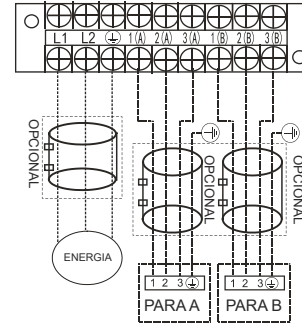 L1 L2 1(A) 2(A) 3(A) 1(B) 2(B) 3(B)
OPCIONAL
OPCIONAL
OPCIONAL
ENERGIA
1 2 3
1 2 3
PARA A
PARA B